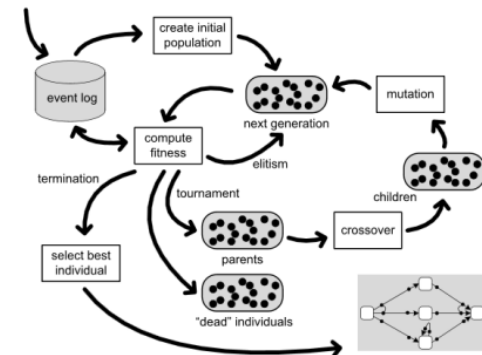 create initial
population
event log
next generation
mutation
compute
fitness
elitism
termination
tournament
children
select best
individual
parents
crossover
"dead" individuals